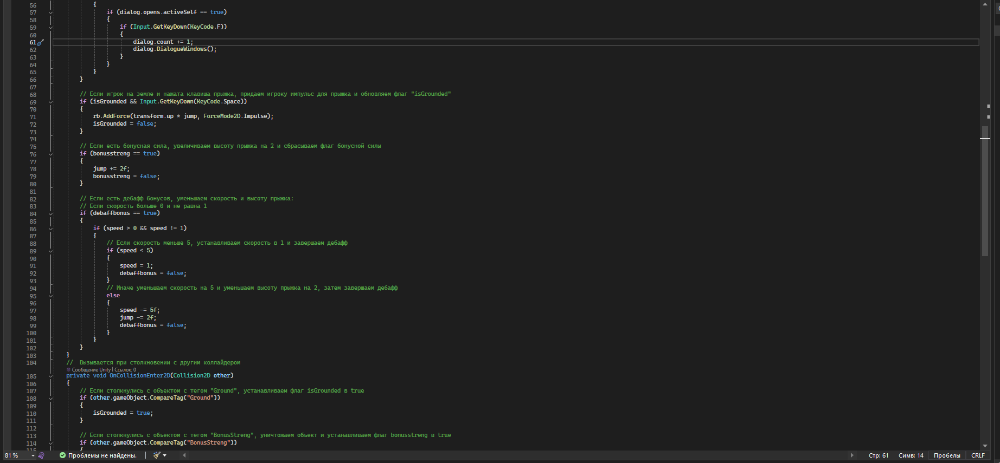 56 {
57 if (dialog.opens.activeSelf == true)
58 {
59 if (Input.GetKeyDown(KeyCode.F))
60 {
61 dialog.count += 1;
62 dialog.DialogueWindows();
63 }
64 }
65 }
66 }
67
68 // Если игрок на земле и нажата клавиша прыжка, придаем игроку импульс для прыжка и обновляем флаг "isGrounded"
69 if (isGrounded && Input.GetKeyDown(KeyCode.Space))
70 {
71 rb.AddForce(transform.up * jump, ForceMode2D.Impulse);
72 isGrounded = false;
73 }
74
75 // Если есть бонусная сила, увеличиваем высоту прыжка на 2 и сбрасываем флаг бонусной силы
76 if (bonusstreng == true)
77 {
78 jump += 2f;
79 bonusstreng = false;
80 }
81
82 // Если есть дебафф бонусов, уменьшаем скорость и высоту прыжка:
83 // Если скорость больше 0 и не равна 1
84 if (debaffbonus == true)
85 {
86 if (speed > 0 && speed != 1)
87 {
88 // Если скорость меньше 5, устанавливаем скорость в 1 и завершаем дебафф
89 if (speed < 5)
90 {
91 speed = 1;
92 debaffbonus = false;
93 }
94 // Иначе уменьшаем скорость на 5 и уменьшаем высоту прыжка на 2, затем завершаем дебафф
95 else
96 {
97 speed -= 5f;
98 jump -= 2f;
99 debaffbonus = false;
100 }
101 }
102 }
103 }
104 // Вызывается при столкновении с другим коллайдером
Сообщение Unity | Ссылок: 0
105 private void OnCollisionEnter2D(Collision2D other)
106 {
107 // Если столкнулись с объектом с тегом "Ground", устанавливаем флаг isGrounded в true
108 if (other.gameObject.CompareTag("Ground"))
109 {
110 isGrounded = true;
111 }
112
113 // Если столкнулись с объектом с тегом "BonusStreng", уничтожаем объект и устанавливаем флаг bonusstreng в true
114 if (other.gameObject.CompareTag("BonusStreng"))
115 {
81 % Проблемы не найдены. Стр: 61 Симв: 14 Пробелы CRLF